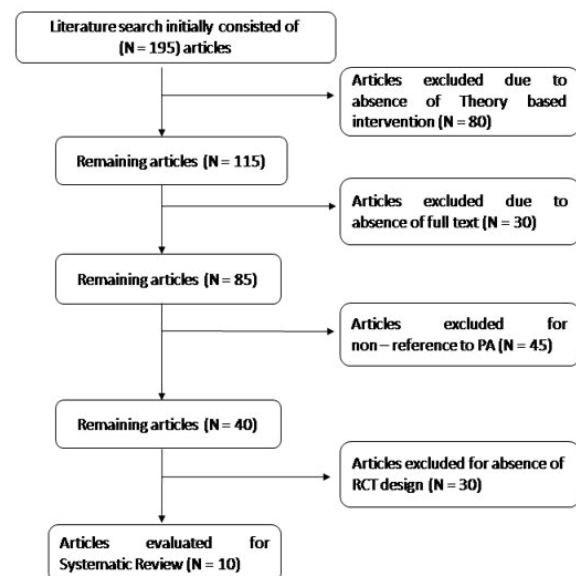 Literature search initially consisted of
(N = 195) articles
Articles excluded due to
absence of Theory based
intervention (N = 80)
Remaining articles (N = 115)
Articles excluded due to
absence of full text (N = 30)
Remaining articles (N = 85)
Articles excluded for
non – reference to PA (N = 45)
Remaining articles (N = 40)
Articles excluded for absence of
RCT design (N = 30)
Articles evaluated for
Systematic Review (N = 10)